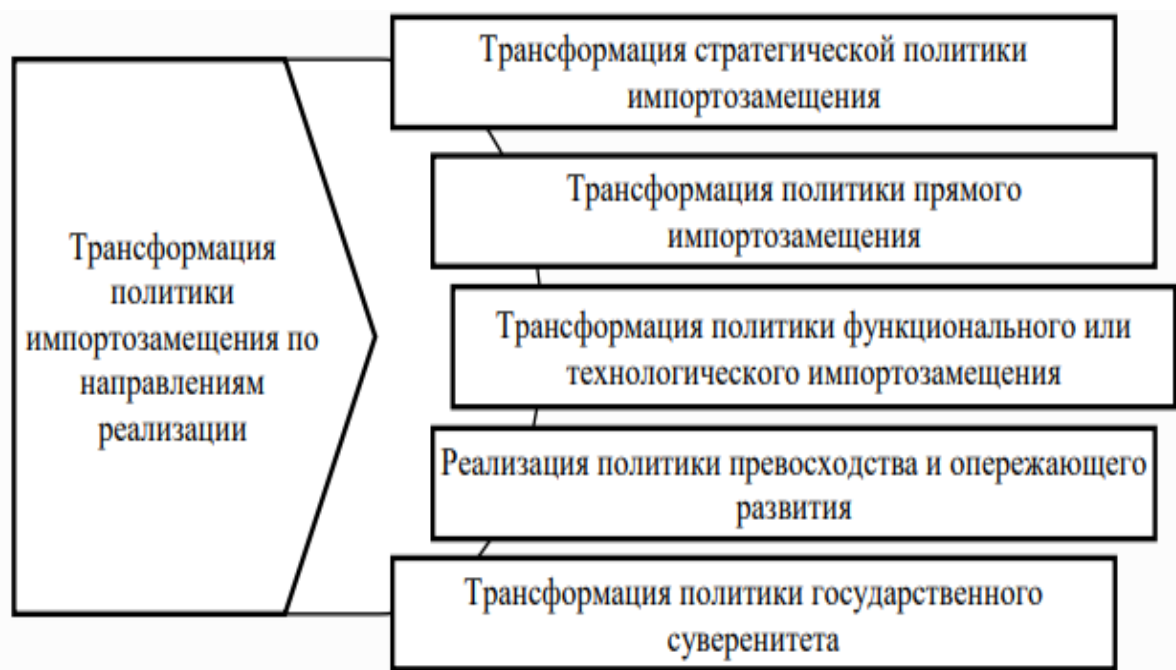 Трансформация
политики
импортозамещения по
направлениям
реализации
Трансформация стратегической политики
импортозамещения
Трансформация политики прямого
импортозамещения
Трансформация политики функционального или
технологического импортозамещения
Реализация политики превосходства и опережающего
развития
Трансформация политики государственного
суверенитета